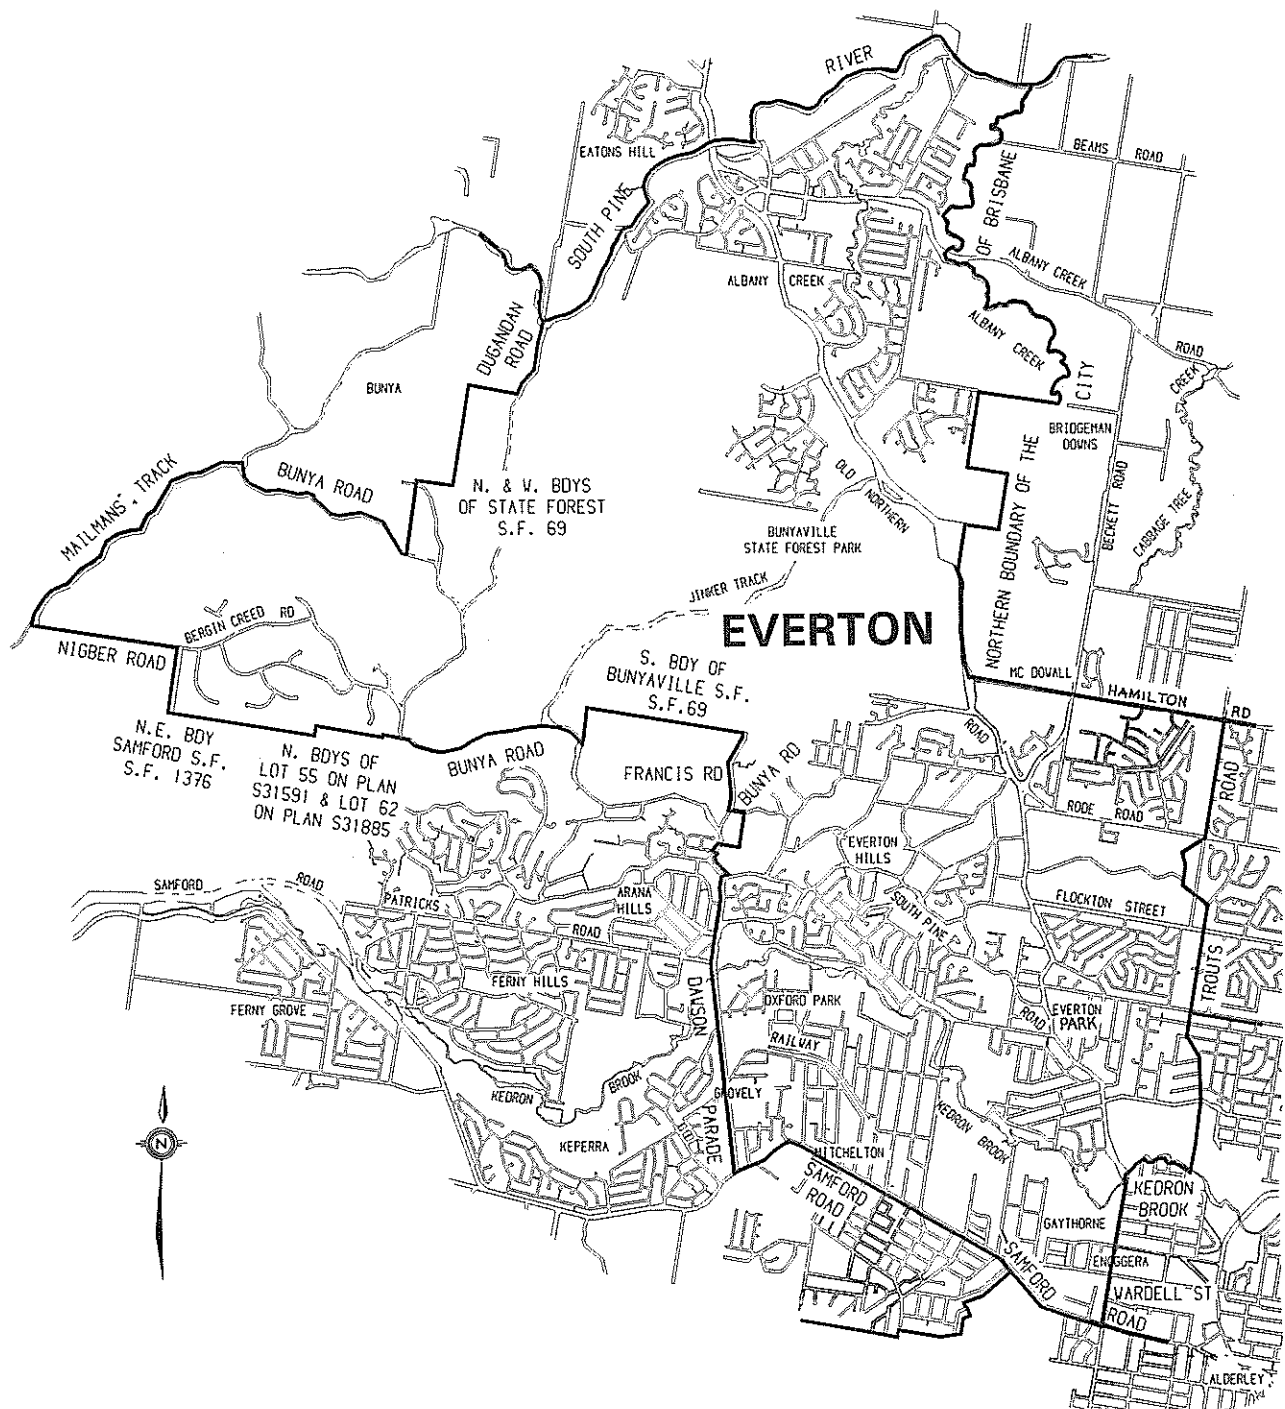 RIVER
EATONS HILL
BEAMS ROAD
SOUTH PINE
OF BRISBANE
ALBANY CREEK
ALBANY CREEK
ROAD
ALBANY CREEK
DUGANDAN
ROAD
BUNYA
CITY
CREEK
CABBAGE TREE
BRIDGEMAN
DOWNS
BECKETT ROAD
MAILMANS, TRACK
BUNYA ROAD
N. & W. BDYS
OF STATE FOREST
S.F. 69
OLD
NORTHERN
BUNYAVILLE
STATE FOREST PARK
NORTHERN BOUNDARY OF THE
JINKER TRACK
EVERTON
BERGIN CREED RD
NIGBER ROAD
S. BDY OF
BUNYAVILLE S.F.
S.F.69
MC DOWALL
HAMILTON
RD
N.E. BDY
SAMFORD S.F.
S.F. 1376
N. BDYS OF
LOT 55 ON PLAN
S31591 & LOT 62
ON PLAN S31885
BUNYA ROAD
FRANCIS RD
BUNYA RD
ROAD
ROAD
RODE ROAD
EVERTON
HILLS
SAMFORD
ROAD
PATRICKS
ROAD
ARANA
HILLS
SOUTH PINE
FLOCKTON STREET
TROUTS
FERNY GROVE
FERNY HILLS
DAWSON
OXFORD PARK
RAILWAY
ROAD
EVERTON
PARK
KEDRON
BROOK
GROVELY
PARADE
KEDRON BROOK
KEPERRA
MITCHELTON
N
SAMFORD
ROAD
KEDRON
BROOK
GAYTHORNE
SAMFORD
ENOGGERA
WARDELL ST
ROAD
ALDERLEY